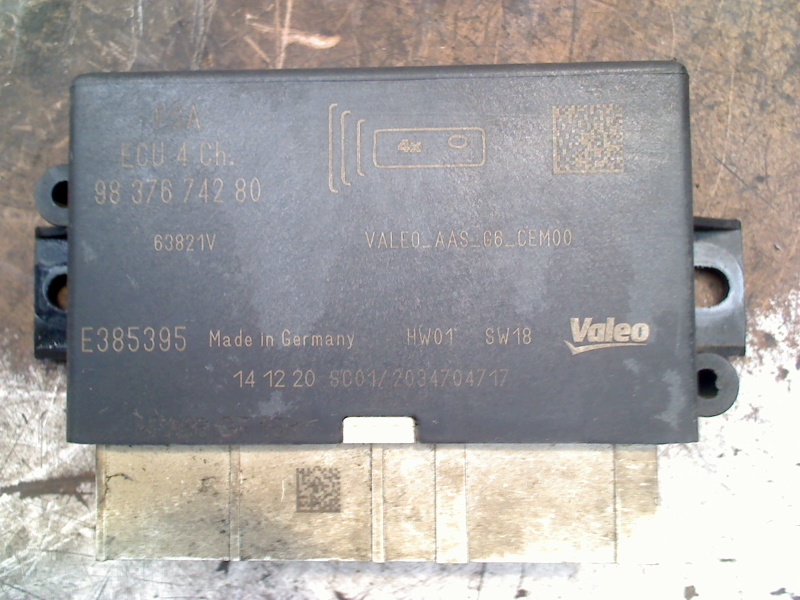 ECU 4 Ch.
4x
98 376 742 80
63821V VALEO_AAS_C6_CEM00
E385395 Made in Germany HW01 SW18 Valeo
14 12 20 SC01/2034704717